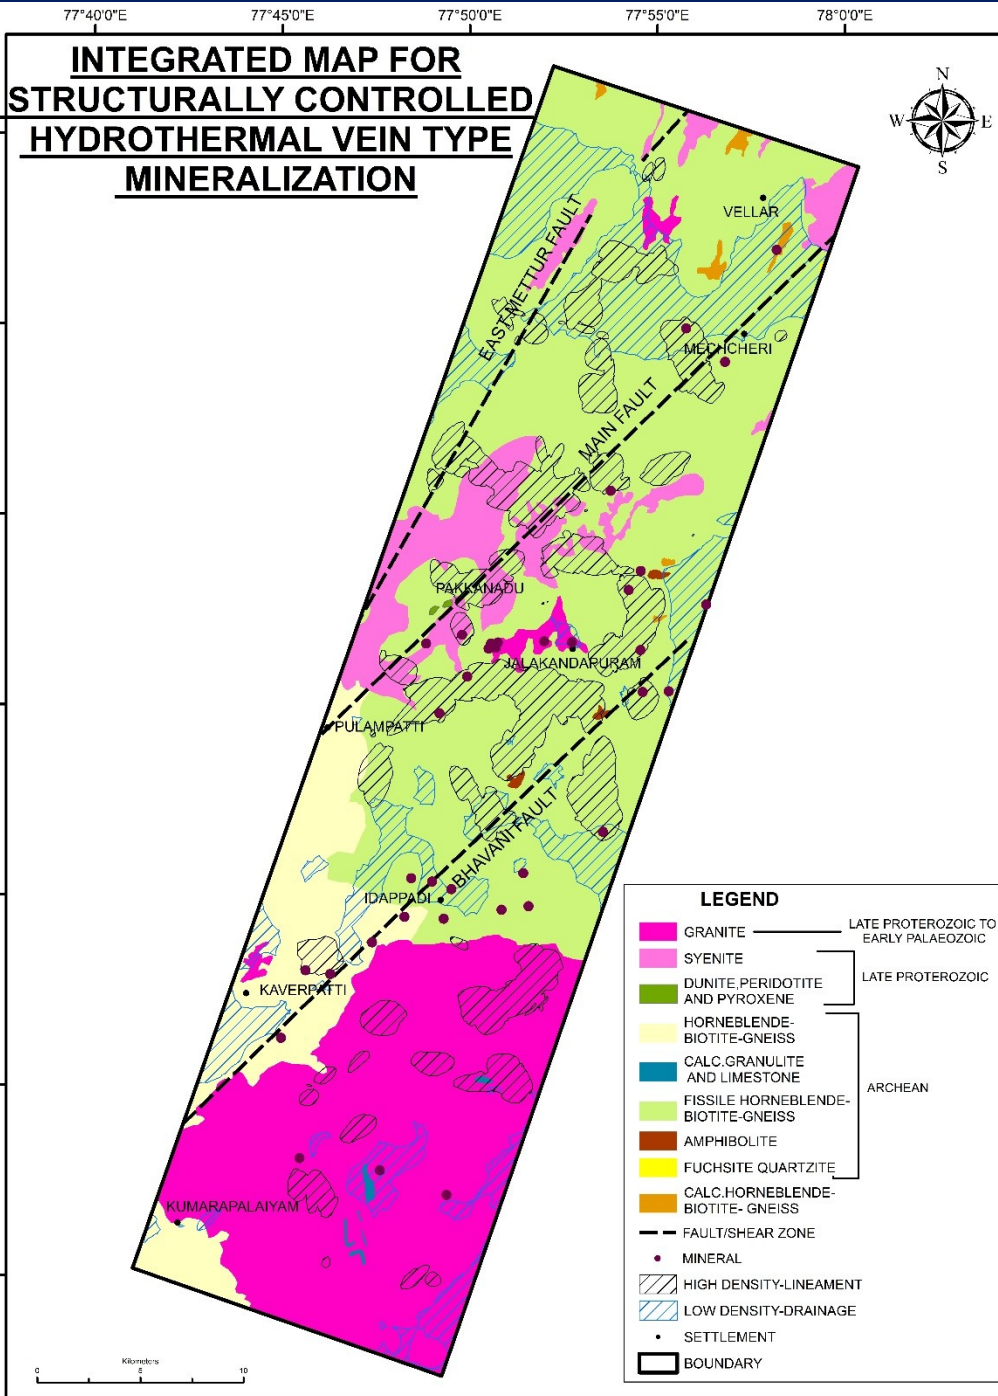 77°40'0"E 77°45'0"E 77°50'0"E 77°55'0"E 78°0'0"E
INTEGRATED MAP FOR
STRUCTURALLY CONTROLLED
HYDROTHERMAL VEIN TYPE
MINERALIZATION
N
W E
S
VELLAR
EAST METTUR FAULT
MECHCHERI
MAIN FAULT
PAKKANADU
JALAKANDAPURAM
PULAMPATTI
BHAVANI FAULT
IDAPPADI
KAVERPATTI
KUMARAPALAIYAM
LEGEND
GRANITE
LATE PROTEROZOIC TO
EARLY PALAEOZOIC
SYENITE
DUNITE,PERIDOTITE
AND PYROXENE
LATE PROTEROZOIC
HORNEBLENDE-
BIOTITE-GNEISS
CALC.GRANULITE
AND LIMESTONE
FISSILE HORNEBLENDE-
BIOTITE-GNEISS
AMPHIBOLITE
FUCHSITE QUARTZITE
ARCHEAN
CALC.HORNEBLENDE-
BIOTITE- GNEISS
FAULT/SHEAR ZONE
MINERAL
HIGH DENSITY-LINEAMENT
LOW DENSITY-DRAINAGE
SETTLEMENT
BOUNDARY
Kilometers
0 5 10